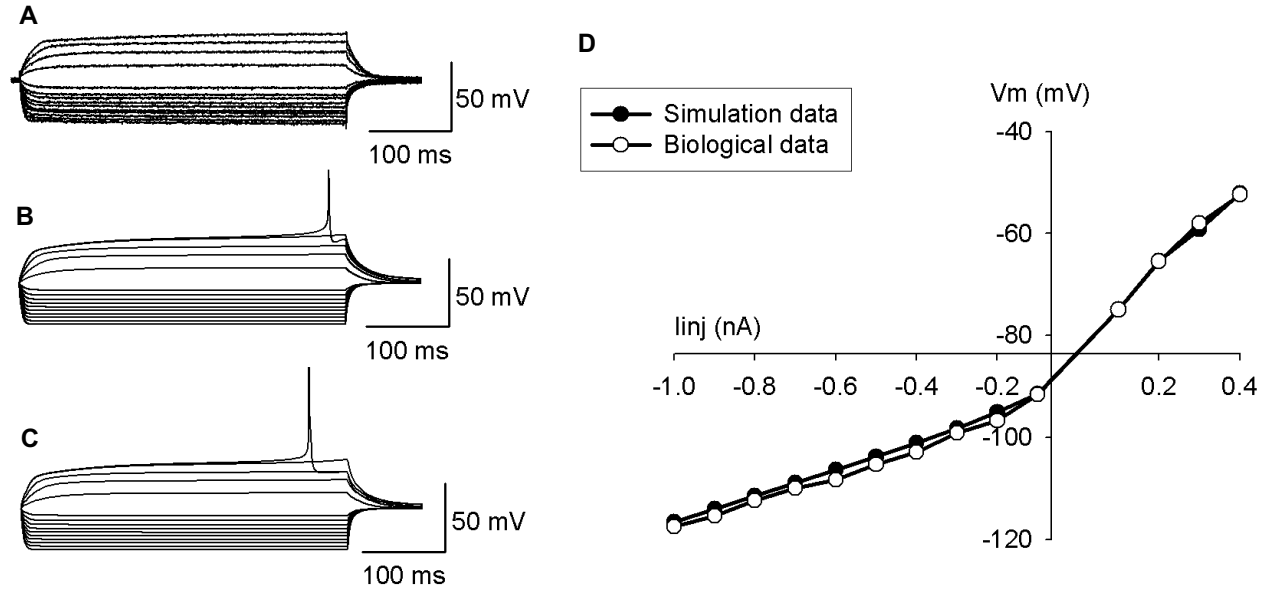 A
50 mV
100 ms
B
50 mV
100 ms
C
50 mV
100 ms
D
Simulation data
Biological data
Vm (mV)
-40
-60
-80
Iinj (nA)
-1.0 -0.8 -0.6 -0.4 -0.2 0.2 0.4
-100
-120